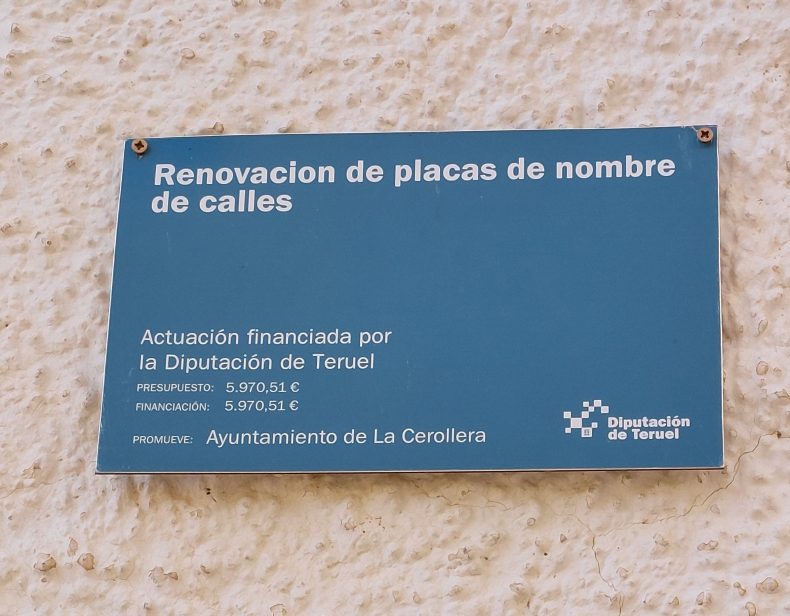 Renovacion de placas de nombre
de calles
Actuación financiada por
la Diputación de Teruel
PRESUPUESTO: 5.970,51 €
FINANCIACIÓN: 5.970,51 €
PROMUEVE: Ayuntamiento de La Cerollera
Diputación
de Teruel